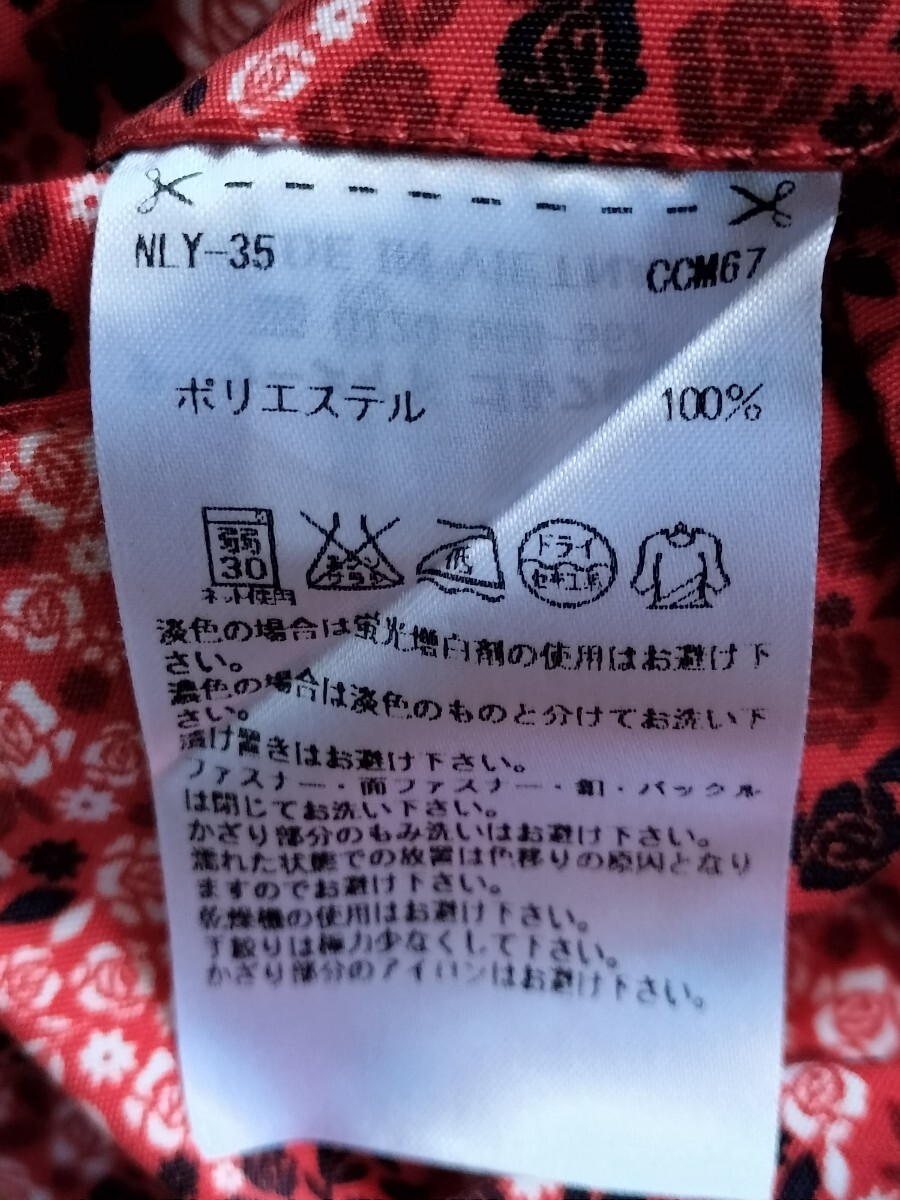 NLY-35 CCM67
ポリエステル 100%
弱
30
ネット使用
低
ドライ
セキユ系
淡色の場合は蛍光増白剤の使用はお避け下
さい。
濃色の場合は淡色のものと分けてお洗い下
さい。
漬け置きはお避け下さい。
ファスナー・面ファスナー・釦・バックル
は閉じてお洗い下さい。
かざり部分のもみ洗いはお避け下さい。
濡れた状態での放置は色移りの原因となり
ますのでお避け下さい。
乾燥機の使用はお避け下さい。
手絞りは極力少なくして下さい。
かざり部分のアイロンはお避け下さい。